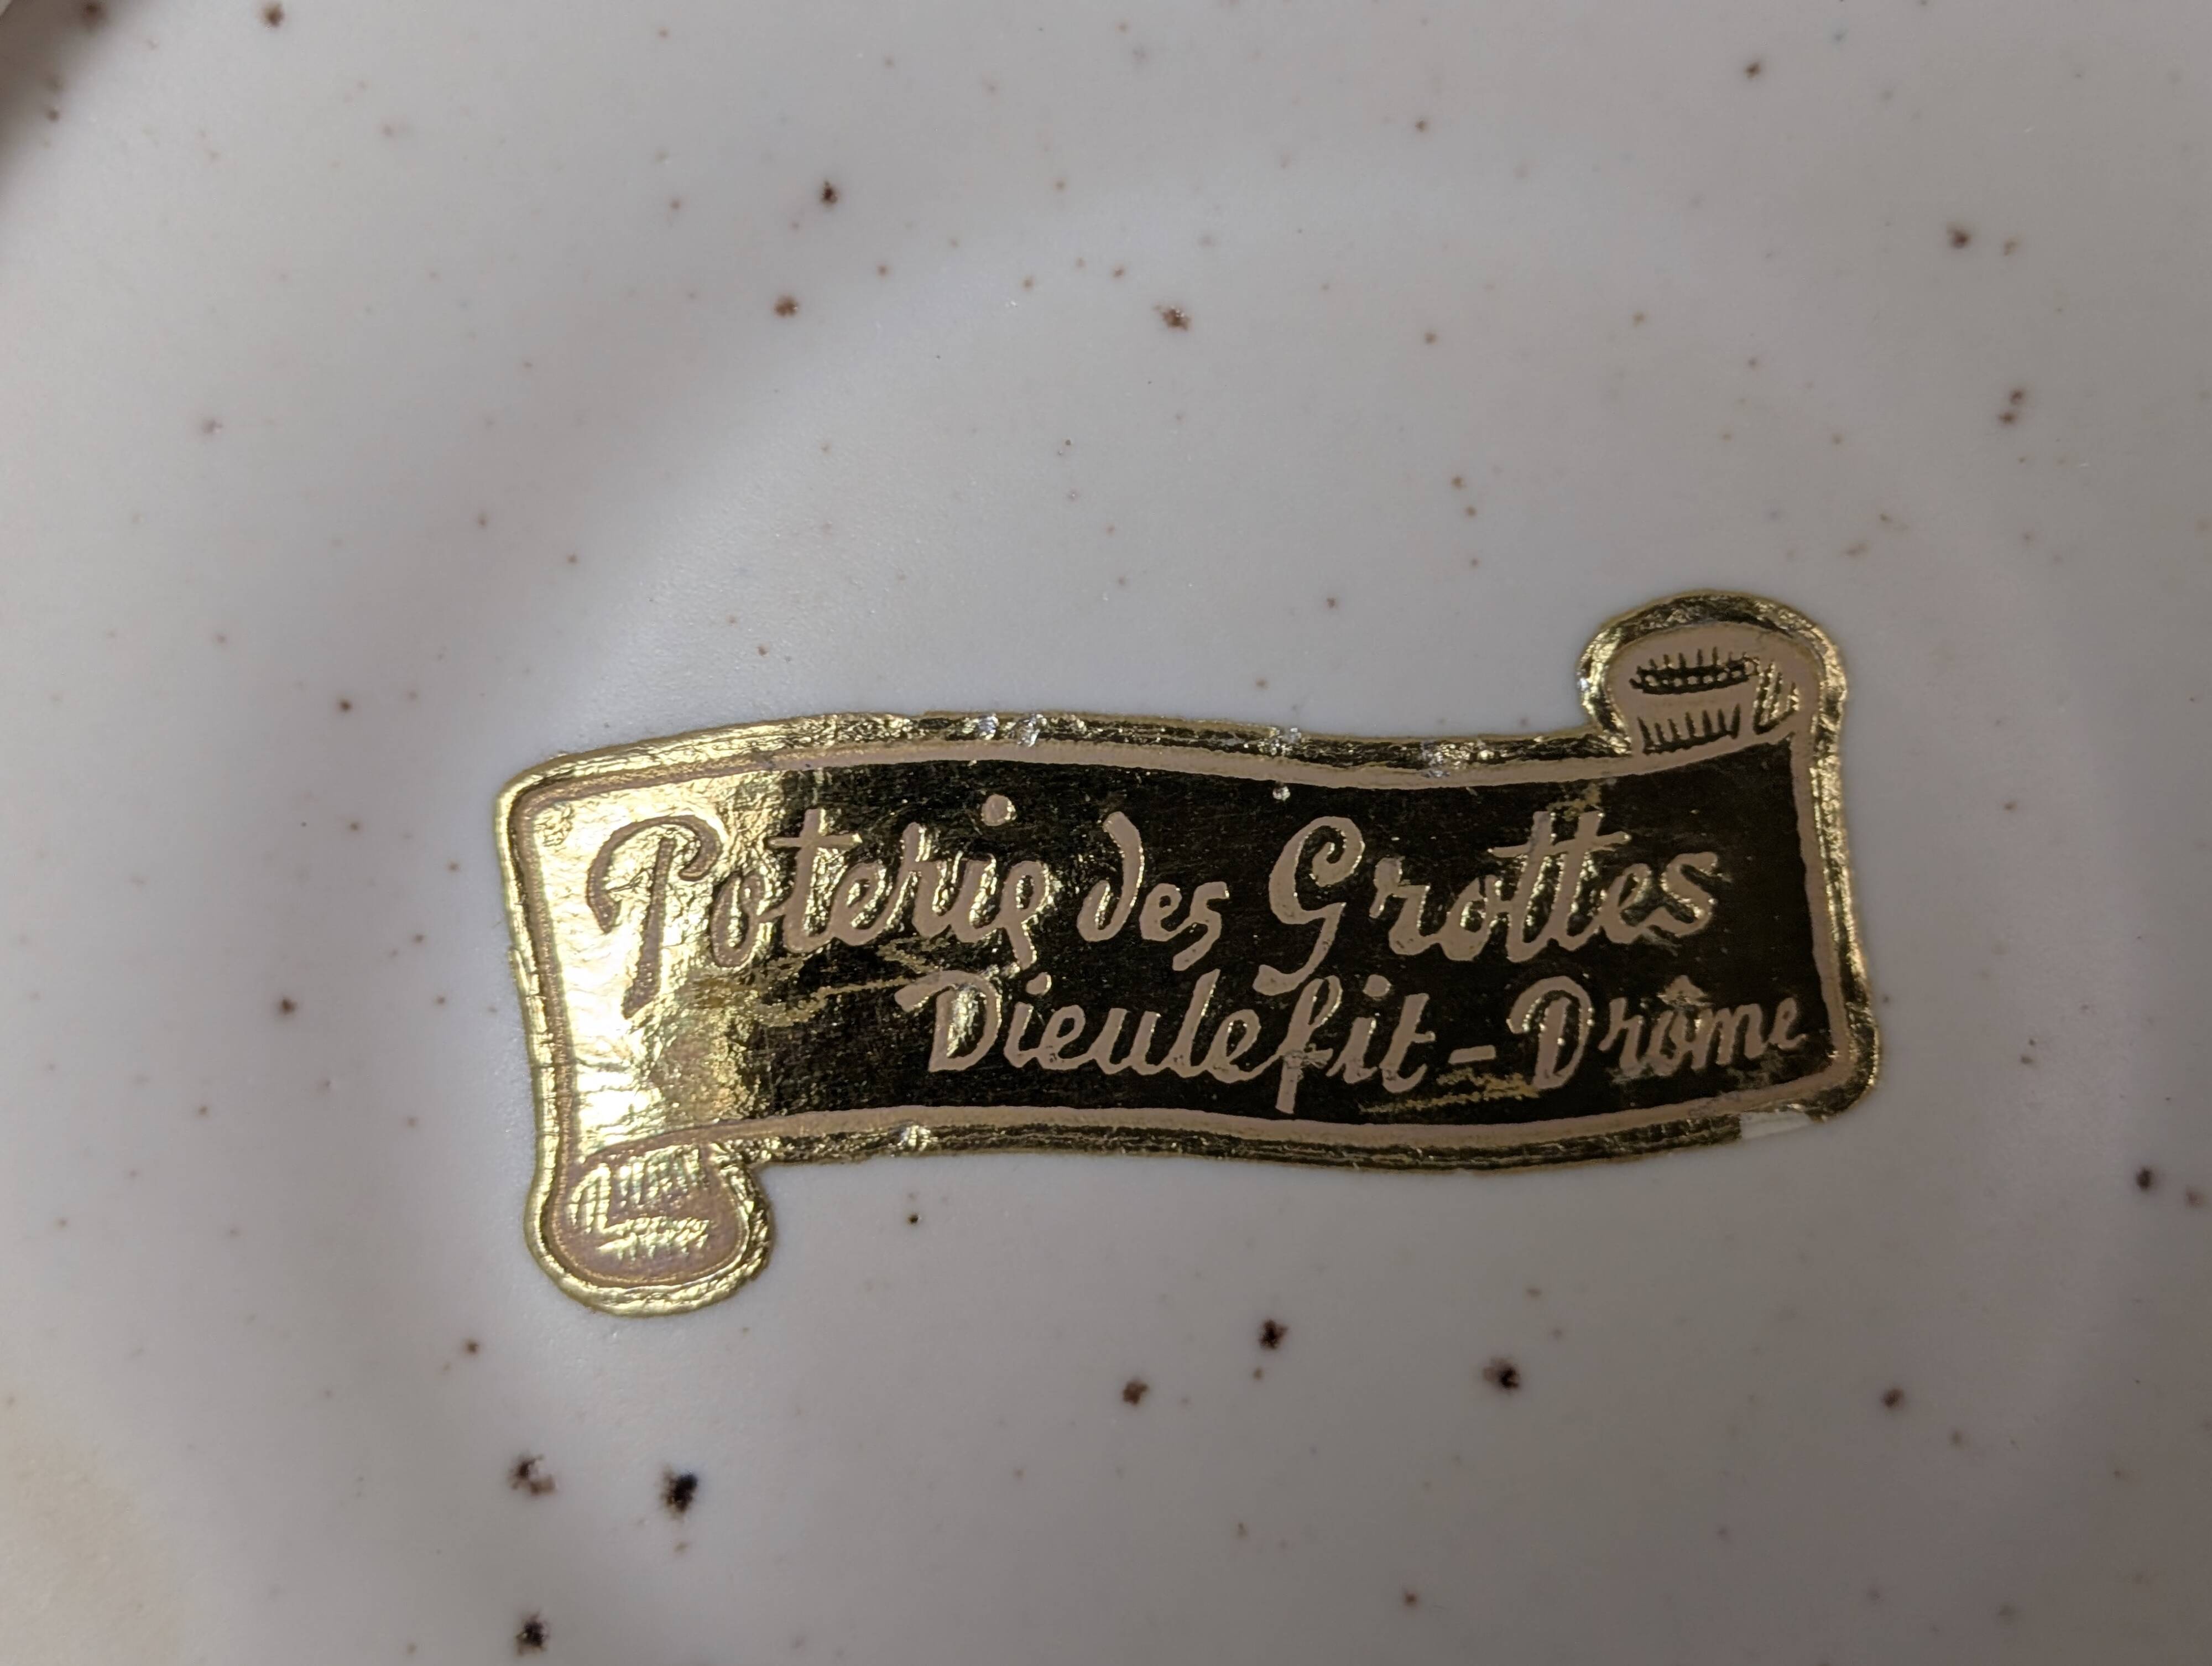 Poterie des Grottes
Dieulefit - Drôme